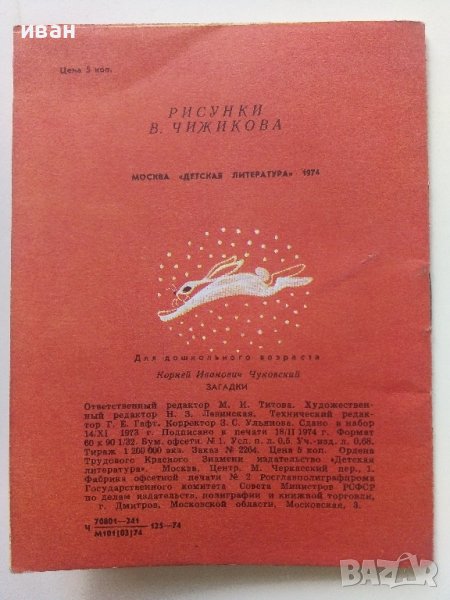 иван
Цена 5 коп.
РИСУНКИ
В. ЧИЖИКОВА
МОСКВА «ДЕТСКАЯ ЛИТЕРАТУРА» 1974
Для дошкольного возраста
Корней Иванович Чуковский
ЗАГАДКИ
Ответственный редактор М. И. Титова. Художествен-
ный редактор Н. З. Левинская. Технический редак-
тор Г. Е. Гафт. Корректор З. С. Ульянова. Сдано в набор
14/XI 1973 г. Подписано к печати 18/II 1974 г. Формат
60 х 90 1/32. Бум. офсетн. № 1. Усл. п. л. 0,5. Уч.-изд. л. 0,68.
Тираж 1 200 000 экз. Заказ № 2264. Цена 5 коп. Ордена
Трудового Красного Знамени издательство «Детская
литература». Москва, Центр, М. Черкасский пер., 1.
Фабрика офсетной печати № 2 Росглавполиграфпрома
Государственного комитета Совета Министров РСФСР
по делам издательств, полиграфии и книжной торговли,
г. Дмитров, Московской области, Московская, 3.
Ч 70801—241 125—74
М101(03)74
BAZAR
bg